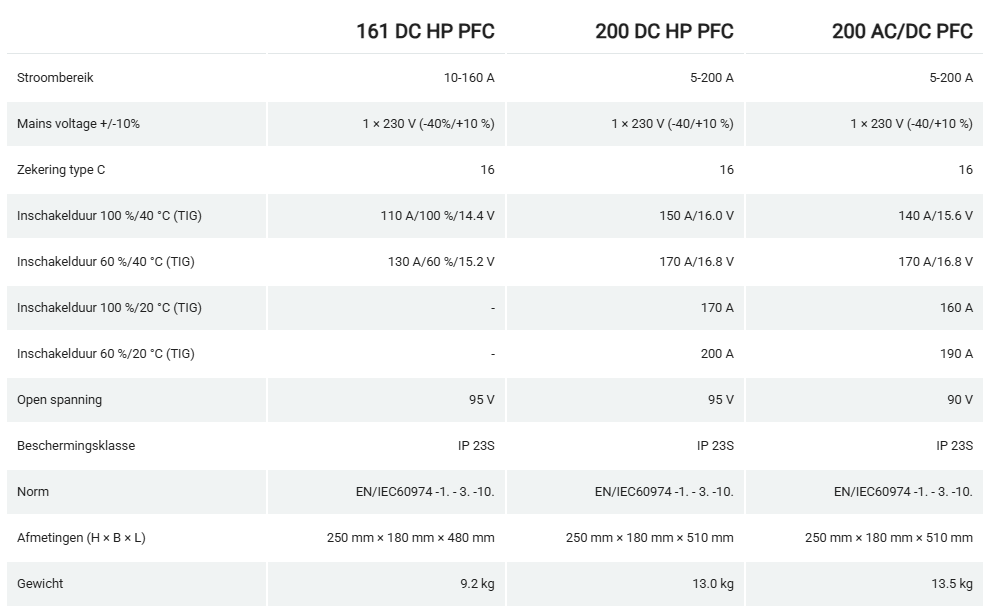 161 DC HP PFC 200 DC HP PFC 200 AC/DC PFC
Stroombereik 10-160 A 5-200 A 5-200 A
Mains voltage +/-10% 1 × 230 V (-40%/+10 %) 1 × 230 V (-40/+10 %) 1 × 230 V (-40/+10 %)
Zekering type C 16 16 16
Inschakelduur 100 %/40 °C (TIG) 110 A/100 %/14.4 V 150 A/16.0 V 140 A/15.6 V
Inschakelduur 60 %/40 °C (TIG) 130 A/60 %/15.2 V 170 A/16.8 V 170 A/16.8 V
Inschakelduur 100 %/20 °C (TIG) - 170 A 160 A
Inschakelduur 60 %/20 °C (TIG) - 200 A 190 A
Open spanning 95 V 95 V 90 V
Beschermingsklasse IP 23S IP 23S IP 23S
Norm EN/IEC60974 -1. - 3. -10. EN/IEC60974 -1. - 3. -10. EN/IEC60974 -1. - 3. -10.
Afmetingen (H × B × L) 250 mm × 180 mm × 480 mm 250 mm × 180 mm × 510 mm 250 mm × 180 mm × 510 mm
Gewicht 9.2 kg 13.0 kg 13.5 kg